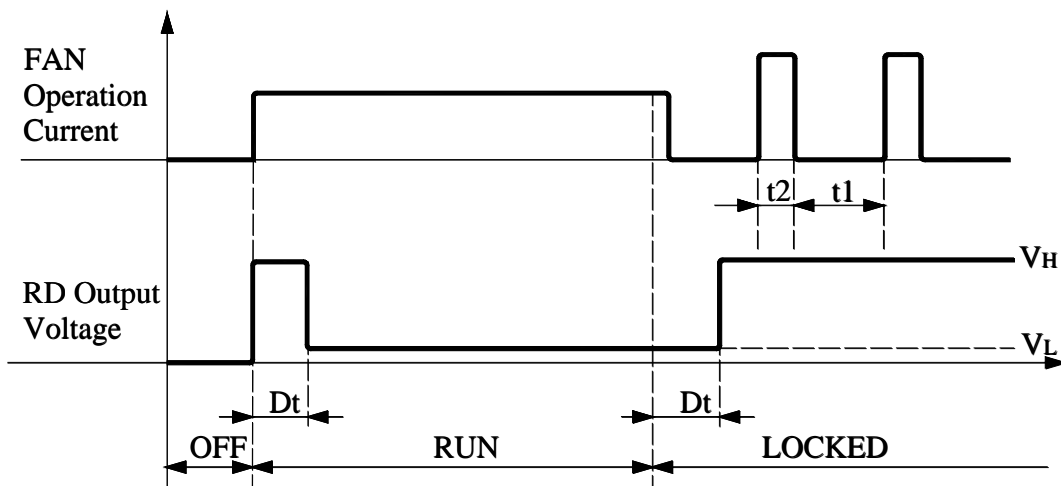 FAN
Operation
Current
t2 t1
VH
RD Output
Voltage
VL
Dt Dt
OFF RUN LOCKED